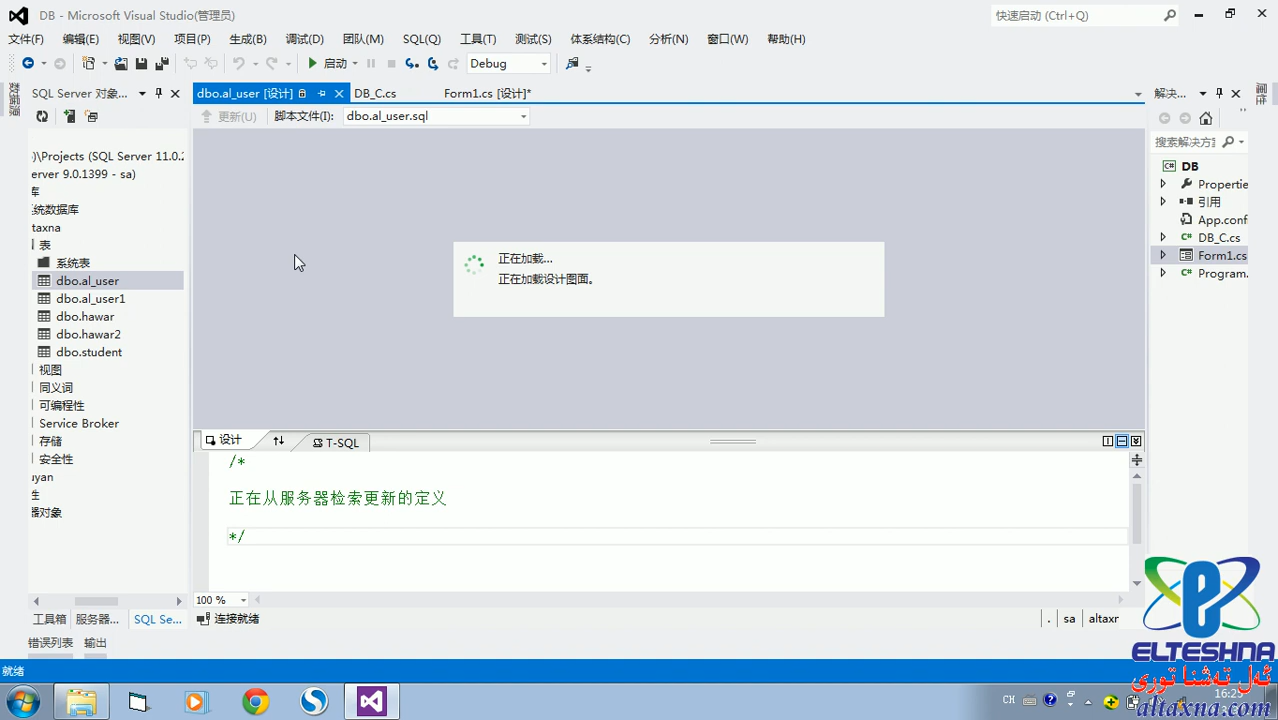 DB - Microsoft Visual Studio(管理员)
快速启动 (Ctrl+Q)
文件(F) 编辑(E) 视图(V) 项目(P) 生成(B) 调试(D) 团队(M) SQL(Q) 工具(T) 测试(S) 体系结构(C) 分析(N) 窗口(W) 帮助(H)
启动 Debug
SQL Server 对象...
dbo.al_user [设计] DB_C.cs Form1.cs [设计]*
解决...
更新(U) 脚本文件(I): dbo.al_user.sql
搜索解决方案
)\Projects (SQL Server 11.0.2
erver 9.0.1399 - sa)
库
统数据库
taxna
表
系统表
dbo.al_user
dbo.al_user1
dbo.hawar
dbo.hawar2
dbo.student
视图
同义词
可编程性
Service Broker
存储
安全性
uyan
性
器对象
正在加载...
正在加载设计图面。
DB
Propertie
引用
App.conf
DB_C.cs
Form1.cs
Program.
设计 T-SQL
/*
正在从服务器检索更新的定义
*/
100 %
工具箱 服务器... SQL Se...
连接就绪 . sa altaxr
错误列表 输出
就绪
CH
16:25
ELTESHNA
ئەل تەشنا تورى
altaxna.com